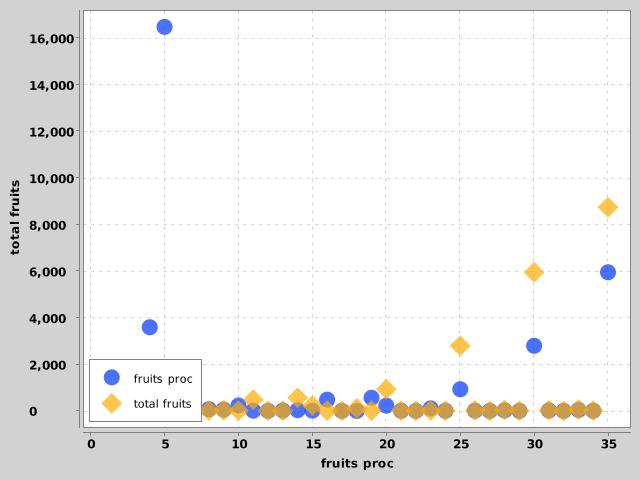 16,000
14,000
12,000
10,000
8,000
6,000
4,000
2,000
0
total fruits
fruits proc
total fruits
0 5 10 15 20 25 30 35
fruits proc